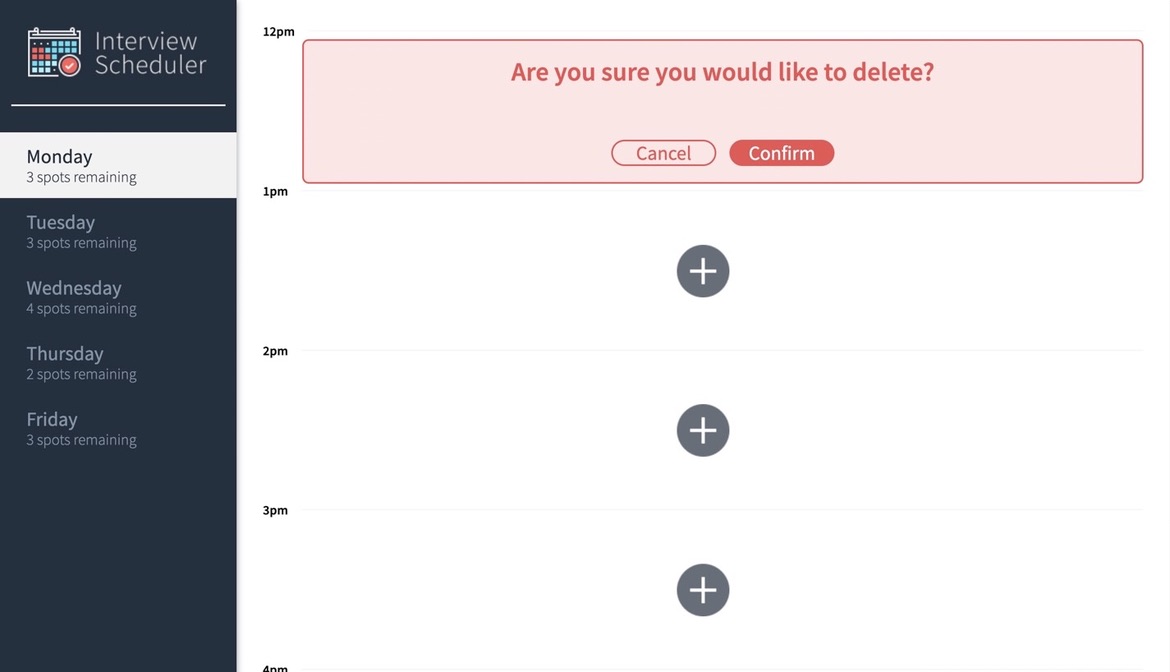 Interview
Scheduler
Monday
3 spots remaining
Tuesday
3 spots remaining
Wednesday
4 spots remaining
Thursday
2 spots remaining
Friday
3 spots remaining
12pm
Are you sure you would like to delete?
Cancel Confirm
1pm
2pm
3pm
4pm